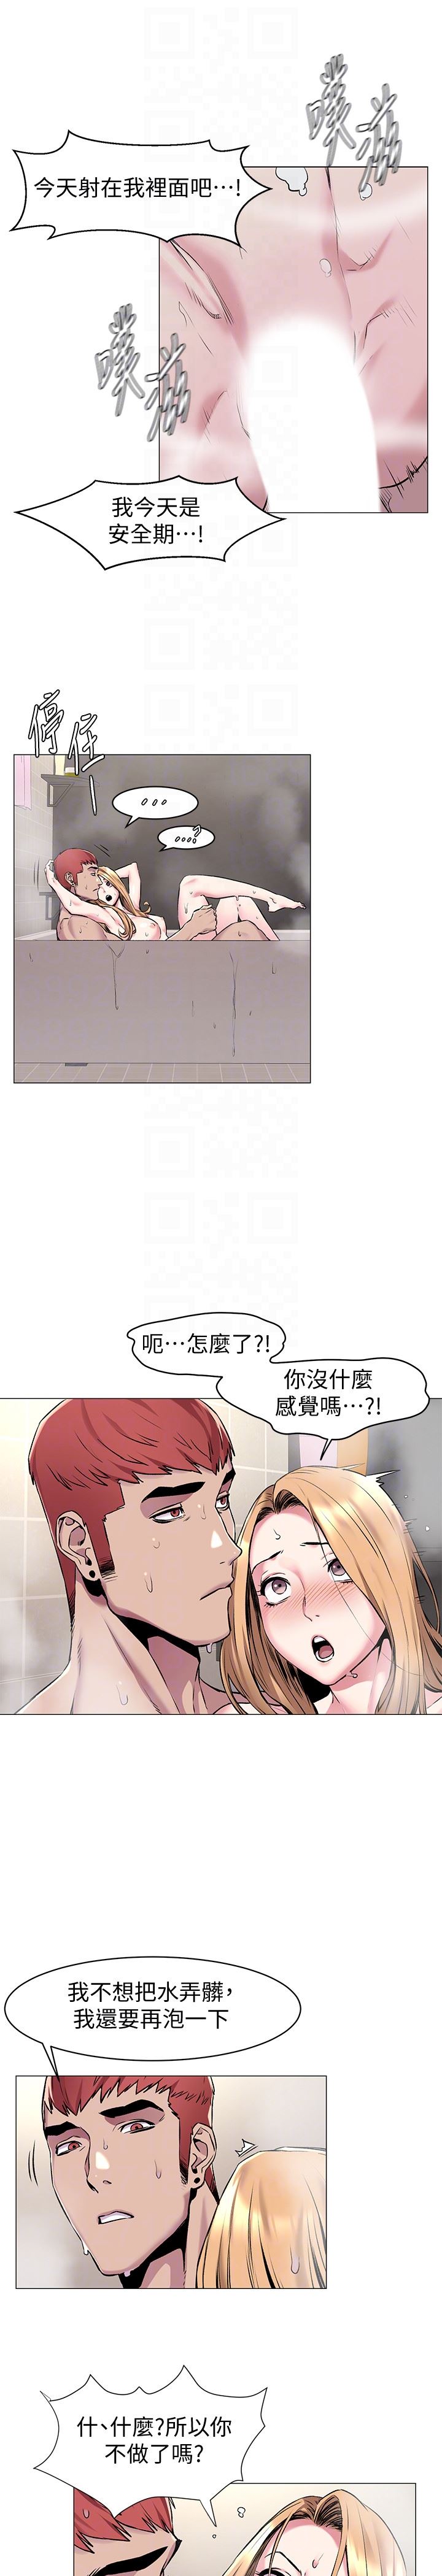 噗滋
今天射在我裡面吧⋯!
噗滋
我今天是
安全期⋯!
停住
⋯
⋯?
呃⋯怎麼了?!
你沒什麼
感覺嗎⋯?!
我不想把水弄髒，
我還要再泡一下
什、什麼?所以你
不做了嗎?